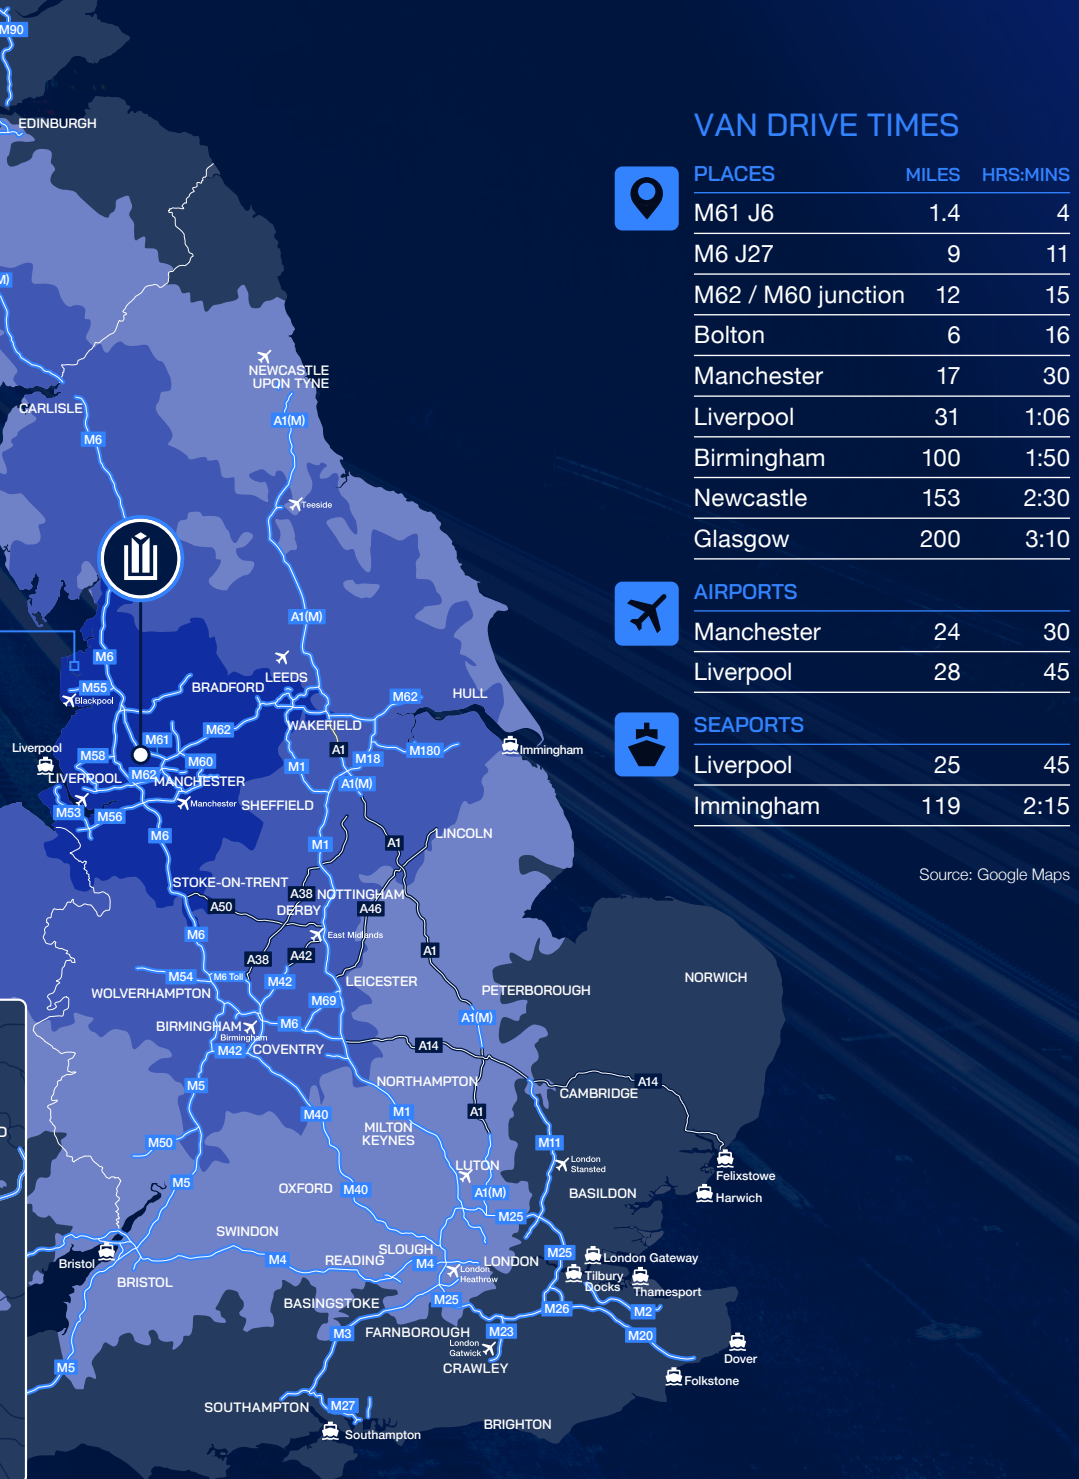 M90
EDINBURGH
M)
NEWCASTLE
UPON TYNE
CARLISLE
A1(M)
M6
Teeside
A1(M)
M6
LEEDS
BRADFORD
M55
Blackpool
M62
HULL
WAKEFIELD
M62
M61
Liverpool
M58
M60
A1
M18
M180
Immingham
M62
M1
LIVERPOOL
MANCHESTER
A1(M)
Manchester
SHEFFIELD
M53
M56
M6
M1
A1
LINCOLN
STOKE-ON-TRENT
A38
NOTTINGHAM
A50
DERBY
A46
M6
East Midlands
A38
A42
A1
M54
M6 Toll
M42
LEICESTER
NORWICH
WOLVERHAMPTON
M69
PETERBOROUGH
BIRMINGHAM
M6
A1(M)
Birmingham
M42
COVENTRY
A14
M5
NORTHAMPTON
A14
CAMBRIDGE
M40
M1
A1
MILTON
KEYNES
M50
M11
LUTON
London
Stansted
Felixstowe
M5
OXFORD
M40
A1(M)
BASILDON
Harwich
M25
SWINDON
SLOUGH
M25
London Gateway
Bristol
M4
READING
M4
LONDON
London
Heathrow
Tilbury
Docks
Thamesport
BRISTOL
BASINGSTOKE
M25
M26
M2
M3
FARNBOROUGH
M23
M20
London
Gatwick
Dover
CRAWLEY
M5
Folkstone
SOUTHAMPTON
M27
BRIGHTON
Southampton
O
VAN DRIVE TIMES
PLACES MILES HRS:MINS
M61 J6 1.4 4
M6 J27 9 11
M62 / M60 junction 12 15
Bolton 6 16
Manchester 17 30
Liverpool 31 1:06
Birmingham 100 1:50
Newcastle 153 2:30
Glasgow 200 3:10
AIRPORTS
Manchester 24 30
Liverpool 28 45
SEAPORTS
Liverpool 25 45
Immingham 119 2:15
Source: Google Maps